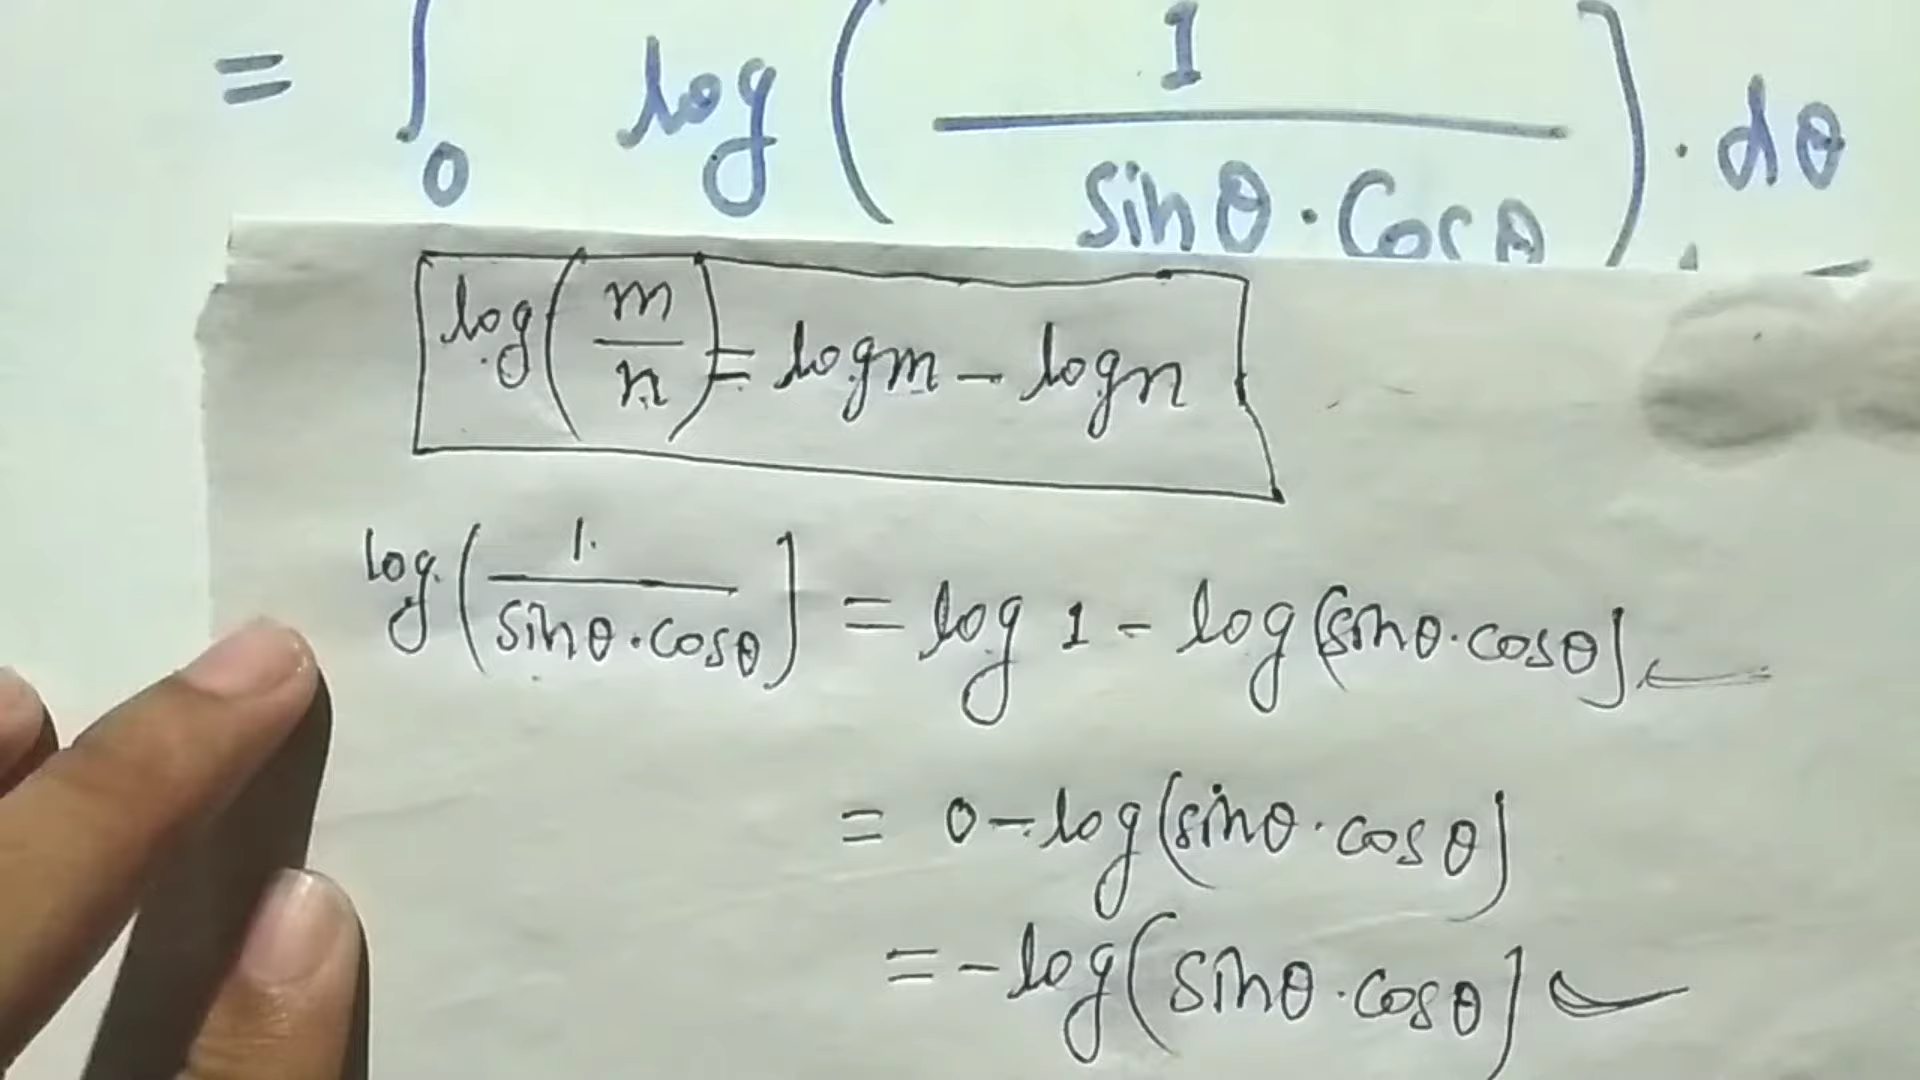 = ∫₀ log ( 1 / sinθ · Cosθ ) · dθ
log ( m / n ) = log m – log n
log ( 1 / sinθ · cosθ ) = log 1 – log (sinθ · cosθ)
= 0 – log (sinθ · cosθ)
= – log ( sinθ · cosθ )